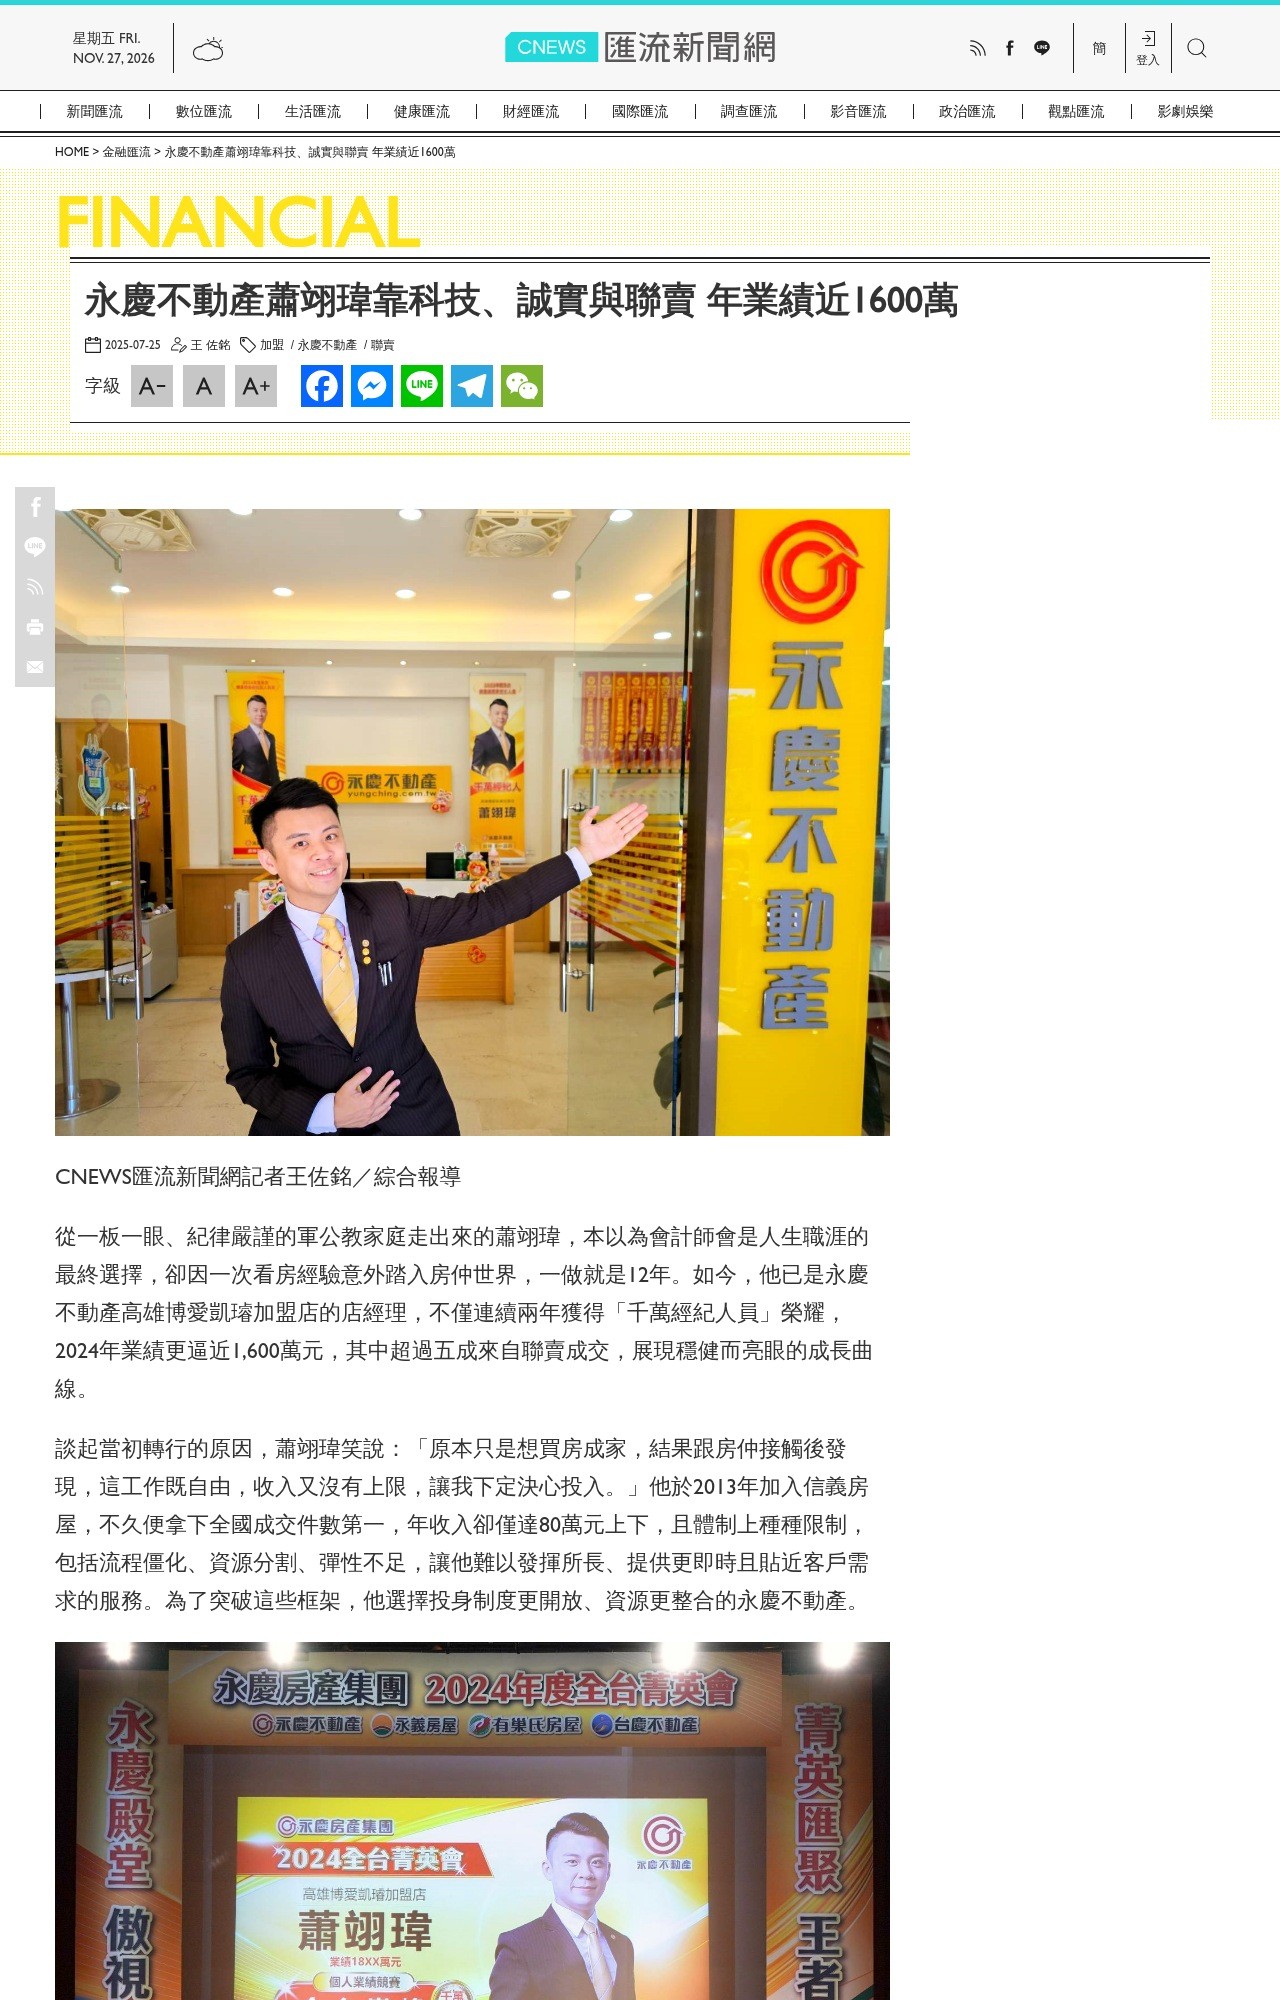 星期五 FRI.
NOV. 27, 2026
CNEWS 匯流新聞網
簡
登入
新聞匯流
數位匯流
生活匯流
健康匯流
財經匯流
國際匯流
調查匯流
影音匯流
政治匯流
觀點匯流
影劇娛樂
HOME > 金融匯流 > 永慶不動產蕭翊瑋靠科技、誠實與聯賣 年業績近1600萬
FINANCIAL
永慶不動產蕭翊瑋靠科技、誠實與聯賣 年業績近1600萬
2025-07-25 王 佐銘 加盟 / 永慶不動產 / 聯賣
字級 A- A A+
LINE
LINE
永慶不動產
永慶不動產
yungching.com.tw
千萬經紀人
蕭翊瑋
CNEWS匯流新聞網記者王佐銘／綜合報導
從一板一眼、紀律嚴謹的軍公教家庭走出來的蕭翊瑋，本以為會計師會是人生職涯的
最終選擇，卻因一次看房經驗意外踏入房仲世界，一做就是12年。如今，他已是永慶
不動產高雄博愛凱璿加盟店的店經理，不僅連續兩年獲得「千萬經紀人員」榮耀，
2024年業績更逼近1,600萬元，其中超過五成來自聯賣成交，展現穩健而亮眼的成長曲
線。
談起當初轉行的原因，蕭翊瑋笑說：「原本只是想買房成家，結果跟房仲接觸後發
現，這工作既自由，收入又沒有上限，讓我下定決心投入。」他於2013年加入信義房
屋，不久便拿下全國成交件數第一，年收入卻僅達80萬元上下，且體制上種種限制，
包括流程僵化、資源分割、彈性不足，讓他難以發揮所長、提供更即時且貼近客戶需
求的服務。為了突破這些框架，他選擇投身制度更開放、資源更整合的永慶不動產。
永慶房產集團 2024年度全台菁英會
永慶不動產 永義房屋 有巢氏房屋 台慶不動產
永慶殿堂 傲視
菁英匯聚 王者
永慶房產集團
2024全台菁英會
永慶不動產
高雄博愛凱璿加盟店
蕭翊瑋
業績18XX萬元
個人業績競賽
千萬